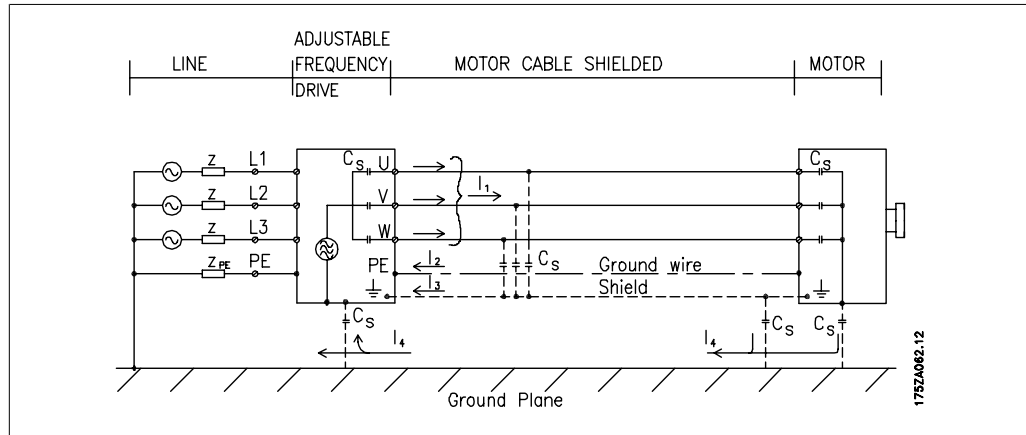 ADJUSTABLE
LINE FREQUENCY MOTOR CABLE SHIELDED MOTOR
DRIVE
Z L1 Cs U Cs
I1
Z L2 V
Z L3 W
I2 Cs
ZPE PE PE Ground wire
I3 Shield
Cs Cs Cs
I4 I4
Ground Plane
175ZA062.12